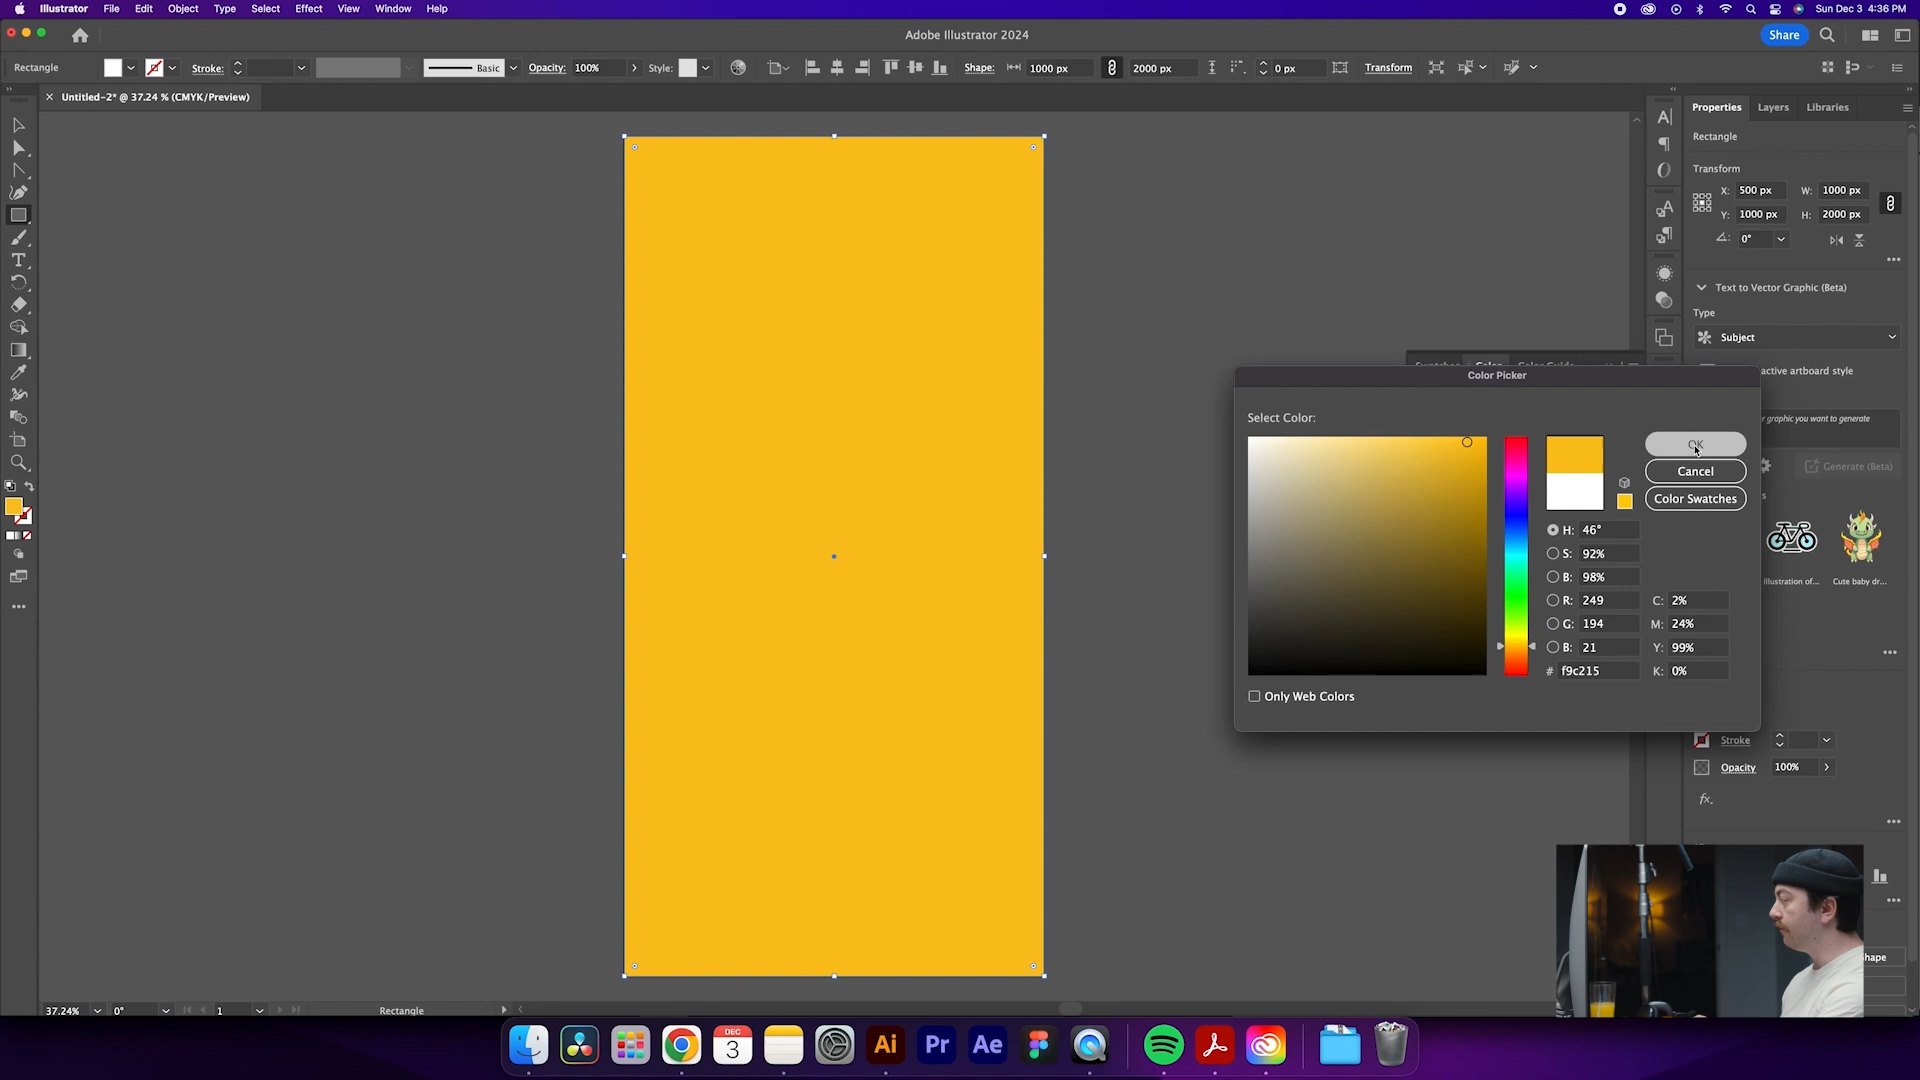 Illustrator File Edit Object Type Select Effect View Window Help Sun Dec 3 4:36 PM
Adobe Illustrator 2024
Share
Rectangle Stroke: Basic Opacity: 100% Style: Shape: 1000 px 2000 px 0 px Transform
Untitled-2* @ 37.24 % (CMYK/Preview)
Properties Layers Libraries
Rectangle
Transform
X: 500 px W: 1000 px
Y: 1000 px H: 2000 px
0°
Text to Vector Graphic (Beta)
Type
Subject
active artboard style
graphic you want to generate
Generate (Beta)
Illustration of... Cute baby dr...
Swatches Color Color Guide
Color Picker
Select Color:
OK
Cancel
Color Swatches
H: 46°
S: 92%
B: 98%
R: 249 C: 2%
G: 194 M: 24%
B: 21 Y: 99%
# f9c215 K: 0%
Only Web Colors
Stroke
Opacity 100%
fx.
hape
37.24% 0° 1 Rectangle
DEC
3
Ai Pr Ae